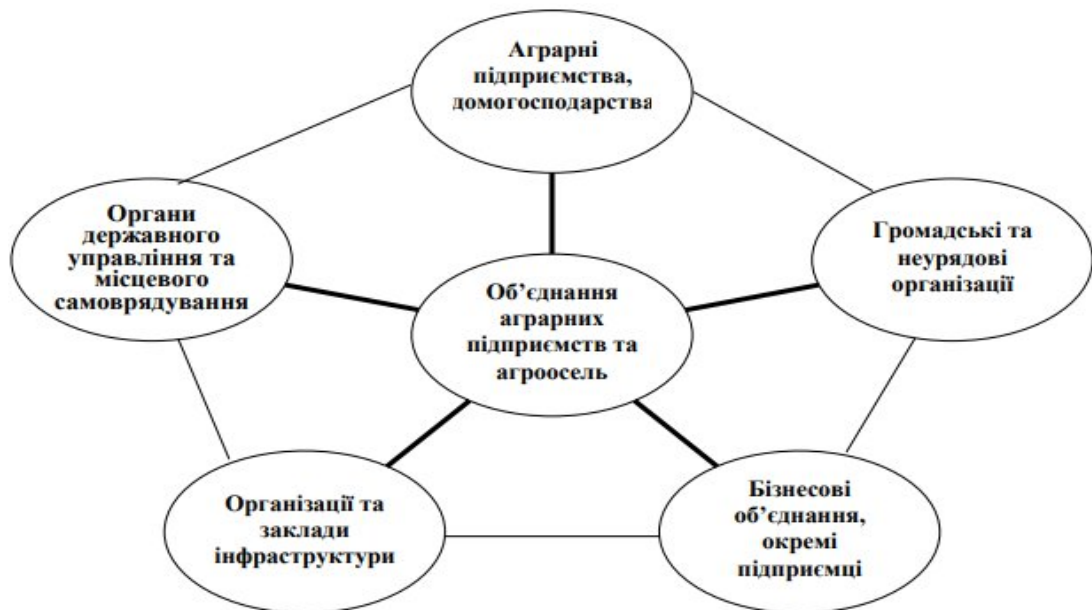 Аграрні
підприємства,
домогосподарства
Органи
державного
управління та
місцевого
самоврядування
Громадські та
неурядові
організації
Об’єднання
аграрних
підприємств та
агроосель
Організації та
заклади
інфраструктури
Бізнесові
об’єднання,
окремі
підприємці